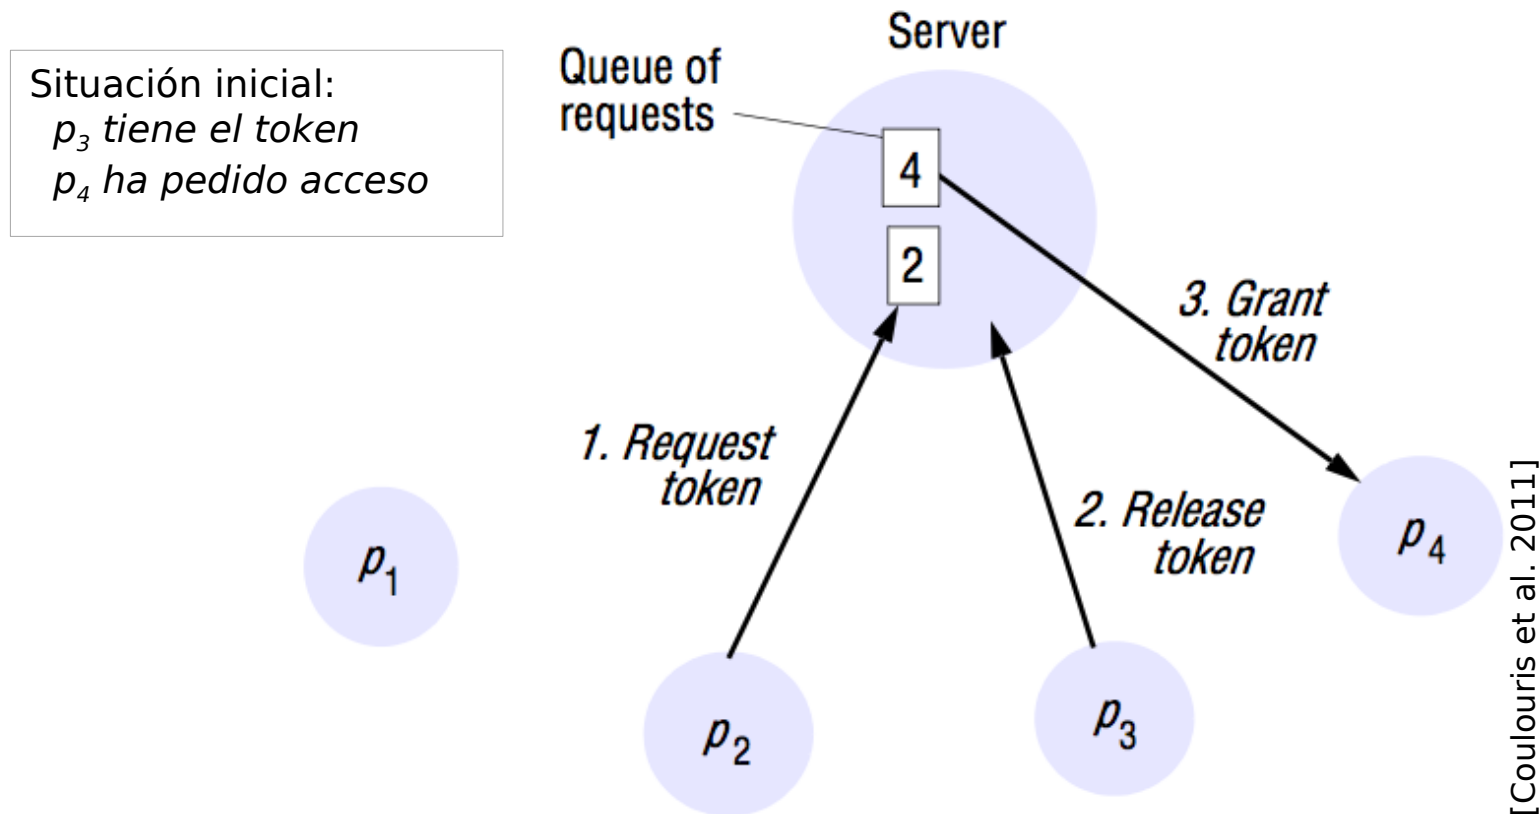 Situación inicial:
p3 tiene el token
p4 ha pedido acceso
Server
Queue of
requests
4
2
3. Grant
token
1. Request
token
2. Release
token
p1
p2
p3
p4
[Coulouris et al. 2011]